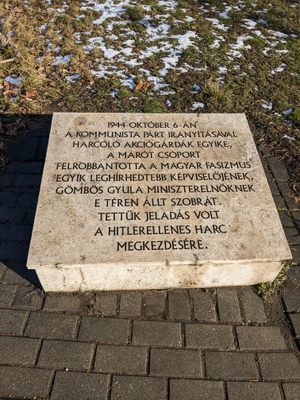 1944 OKTÓBER 6-ÁN
A KOMMUNISTA PÁRT IRÁNYITÁSÁVAL
HARCOLÓ AKCIÓGÁRDÁK EGYIKE,
A MARÓT CSOPORT
FELROBBANTOTTA A MAGYAR FASIZMUS
EGYIK LEGHÍRHEDTEBB KÉPVISELŐJÉNEK,
GÖMBÖS GYULA MINISZTERELNÖKNEK
E TÉREN ÁLLT SZOBRÁT.
TETTÜK JELADÁS VOLT
A HITLERELLENES HARC
MEGKEZDÉSÉRE.